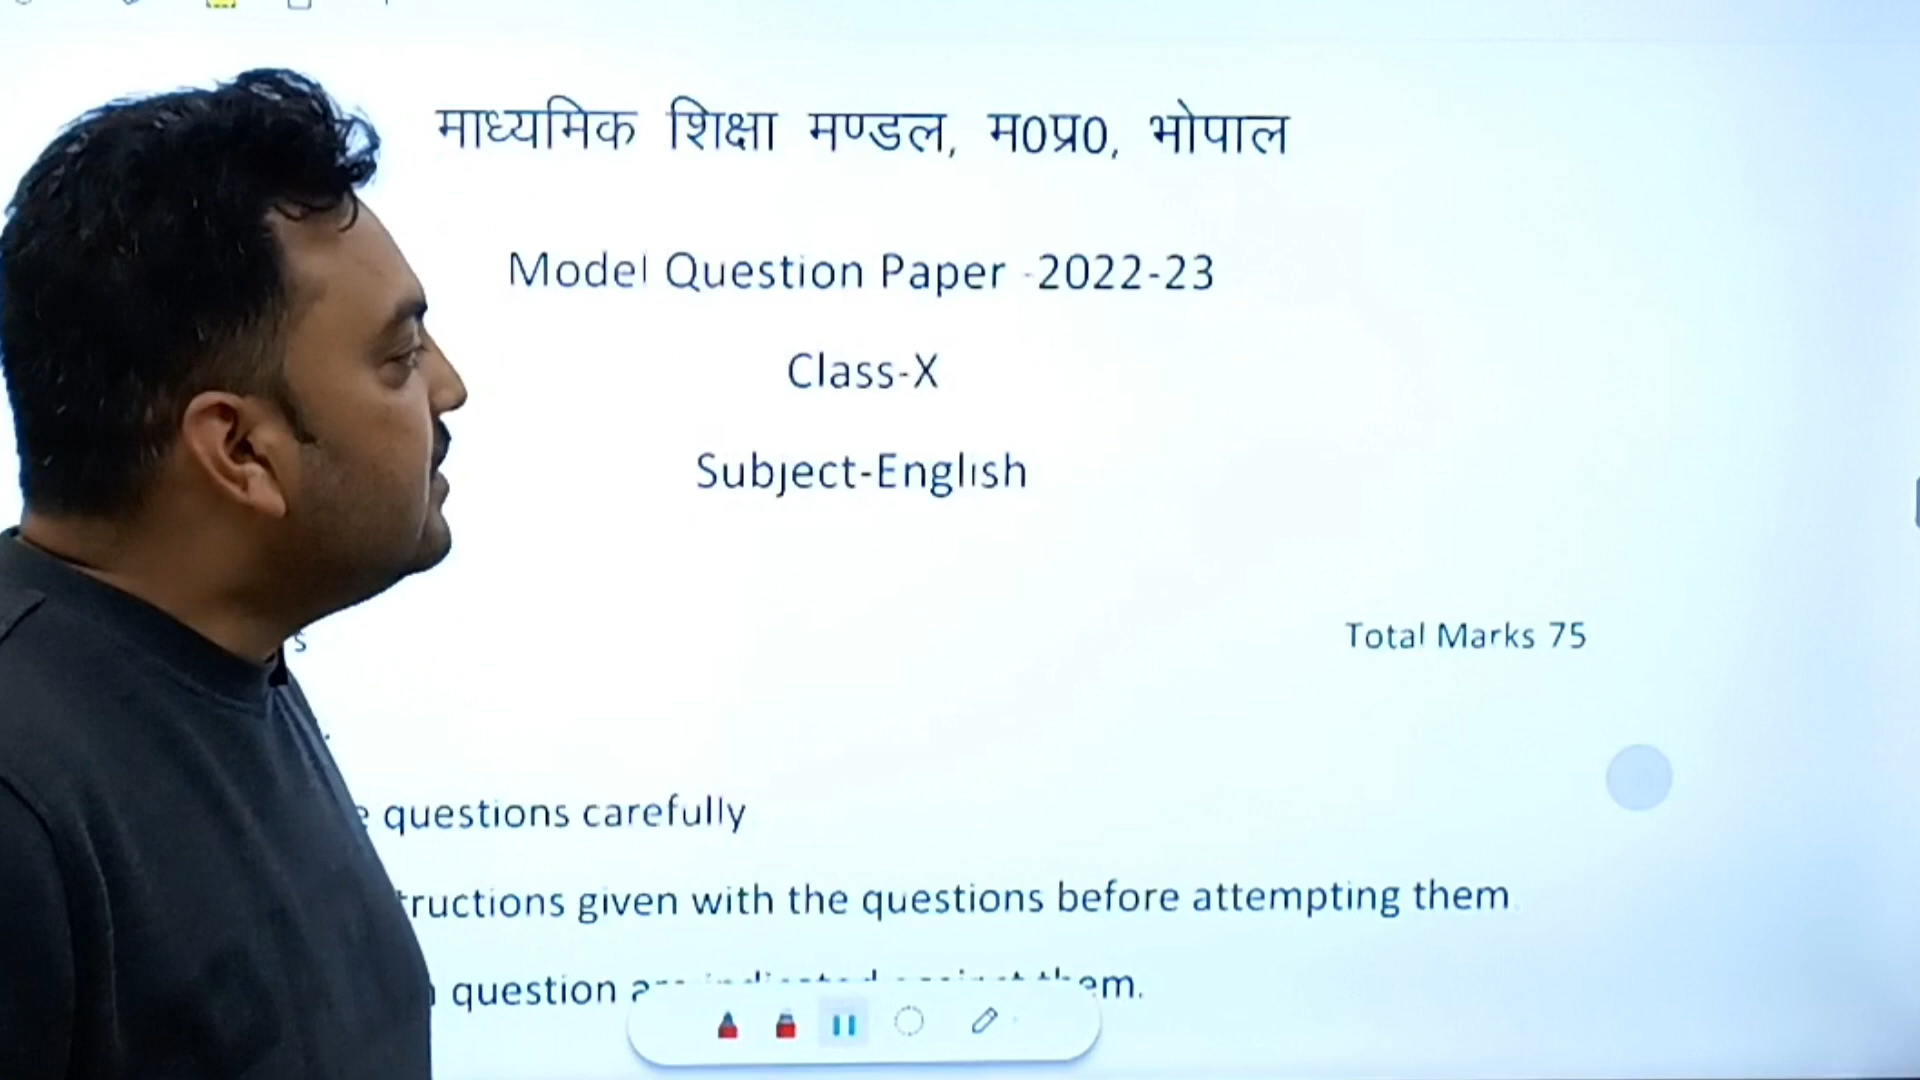 माध्यमिक शिक्षा मण्डल, म0प्र0, भोपाल
Model Question Paper -2022-23
Class-X
Subject-English
Total Marks 75
questions carefully
given with the questions before attempting them
question